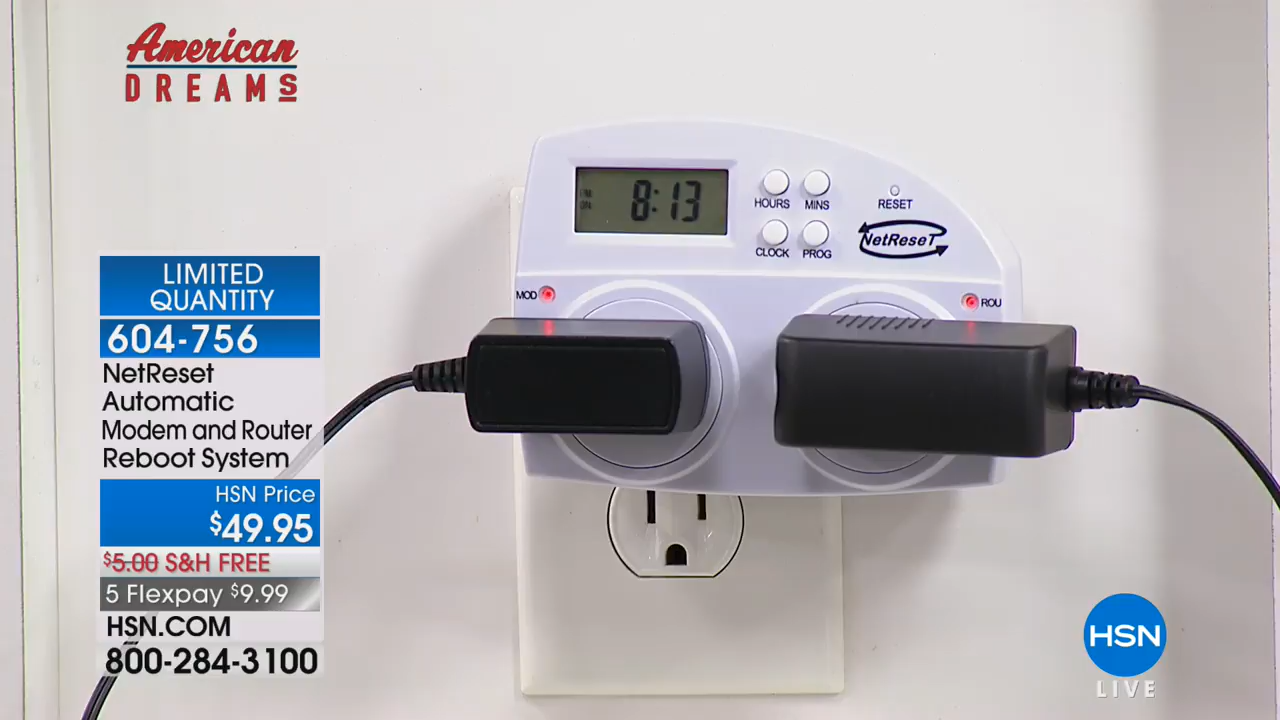 American
DREAMS
LIMITED
QUANTITY
604-756
NetReset
Automatic
Modem and Router
Reboot System
HSN Price
$49.95
$5.00 S&H FREE
5 Flexpay $9.99
HSN.COM
800-284-3100
8:13
HOURS MINS
CLOCK PROG
RESET
NetReseT
MOD
ROU
HSN
LIVE